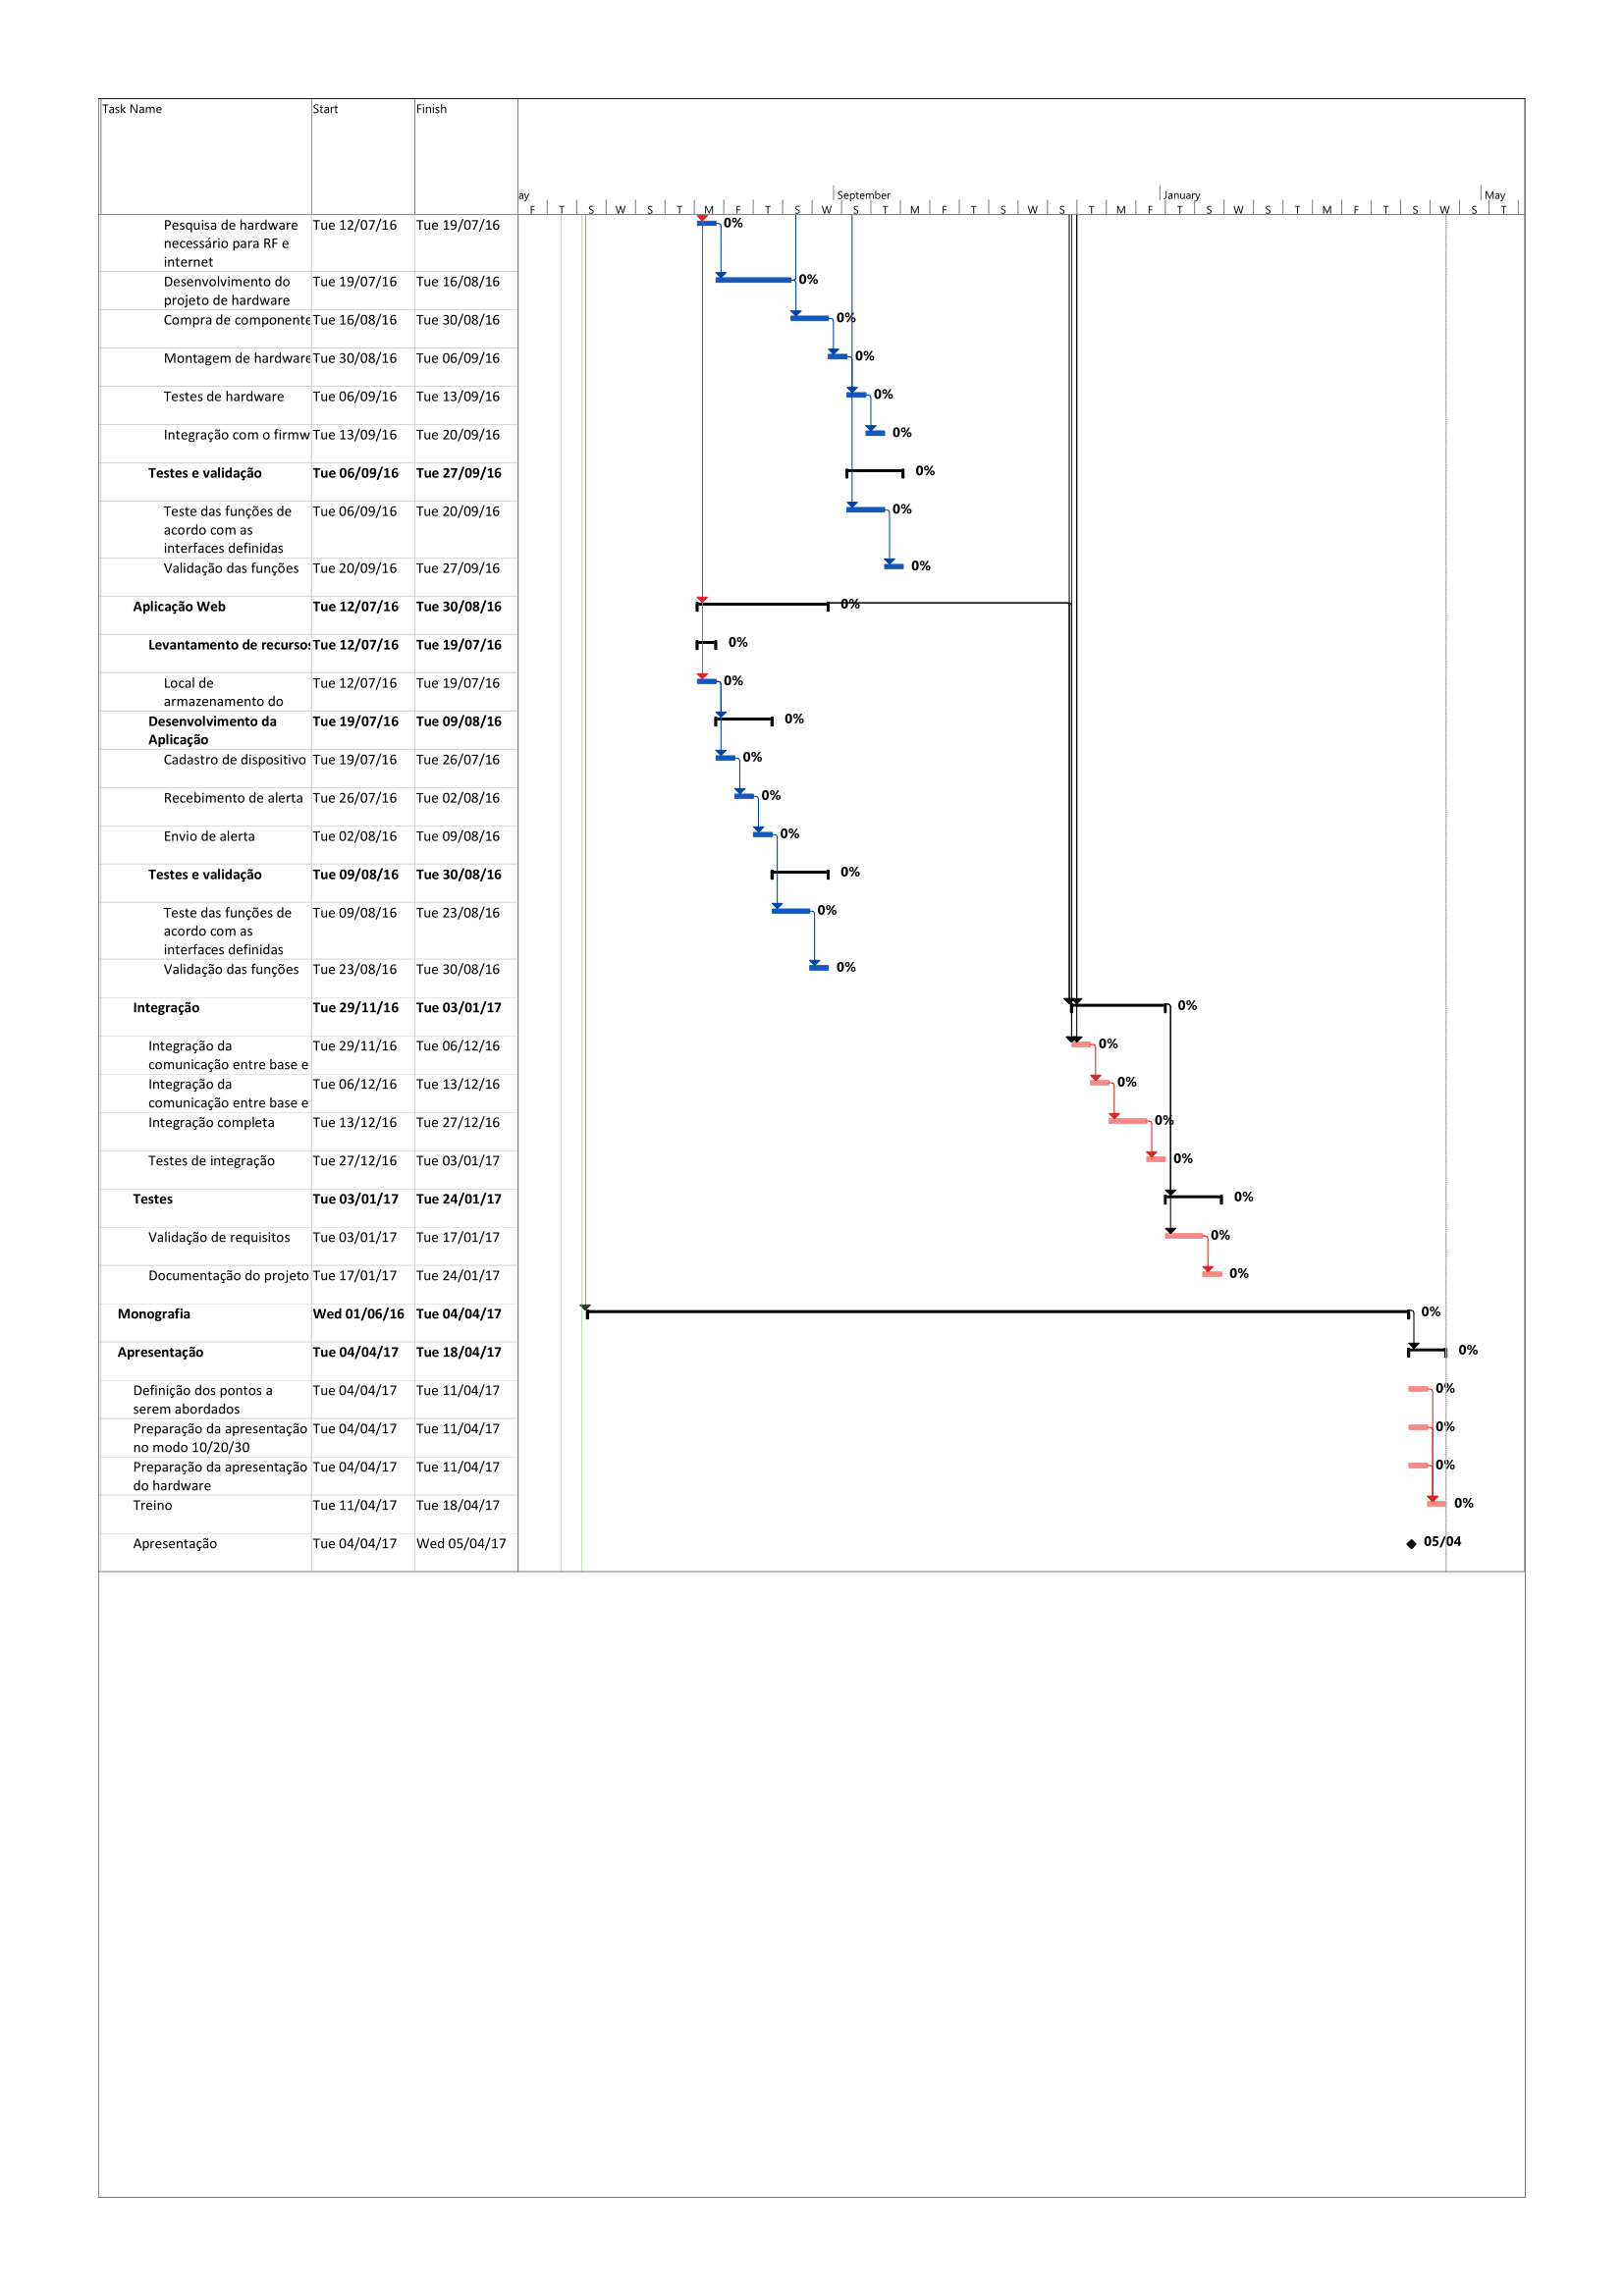 Task Name Start Finish
ay September January May
F T S W S T M F T S W S T M F T S W S T M F T S W S T M F T S W S T
Pesquisa de hardware Tue 12/07/16 Tue 19/07/16 0%
necessário para RF e
internet
Desenvolvimento do Tue 19/07/16 Tue 16/08/16 0%
projeto de hardware
Compra de componente Tue 16/08/16 Tue 30/08/16 0%
Montagem de hardware Tue 30/08/16 Tue 06/09/16 0%
Testes de hardware Tue 06/09/16 Tue 13/09/16 0%
Integração com o firmw Tue 13/09/16 Tue 20/09/16 0%
Testes e validação Tue 06/09/16 Tue 27/09/16 0%
Teste das funções de Tue 06/09/16 Tue 20/09/16 0%
acordo com as
interfaces definidas
Validação das funções Tue 20/09/16 Tue 27/09/16 0%
Aplicação Web Tue 12/07/16 Tue 30/08/16 0%
Levantamento de recursos Tue 12/07/16 Tue 19/07/16 0%
Local de Tue 12/07/16 Tue 19/07/16 0%
armazenamento do
Desenvolvimento da Tue 19/07/16 Tue 09/08/16 0%
Aplicação
Cadastro de dispositivo Tue 19/07/16 Tue 26/07/16 0%
Recebimento de alerta Tue 26/07/16 Tue 02/08/16 0%
Envio de alerta Tue 02/08/16 Tue 09/08/16 0%
Testes e validação Tue 09/08/16 Tue 30/08/16 0%
Teste das funções de Tue 09/08/16 Tue 23/08/16 0%
acordo com as
interfaces definidas
Validação das funções Tue 23/08/16 Tue 30/08/16 0%
Integração Tue 29/11/16 Tue 03/01/17 0%
Integração da Tue 29/11/16 Tue 06/12/16 0%
comunicação entre base e
Integração da Tue 06/12/16 Tue 13/12/16 0%
comunicação entre base e
Integração completa Tue 13/12/16 Tue 27/12/16 0%
Testes de integração Tue 27/12/16 Tue 03/01/17 0%
Testes Tue 03/01/17 Tue 24/01/17 0%
Validação de requisitos Tue 03/01/17 Tue 17/01/17 0%
Documentação do projeto Tue 17/01/17 Tue 24/01/17 0%
Monografia Wed 01/06/16 Tue 04/04/17 0%
Apresentação Tue 04/04/17 Tue 18/04/17 0%
Definição dos pontos a Tue 04/04/17 Tue 11/04/17 0%
serem abordados
Preparação da apresentação Tue 04/04/17 Tue 11/04/17 0%
no modo 10/20/30
Preparação da apresentação Tue 04/04/17 Tue 11/04/17 0%
do hardware
Treino Tue 11/04/17 Tue 18/04/17 0%
Apresentação Tue 04/04/17 Wed 05/04/17 05/04